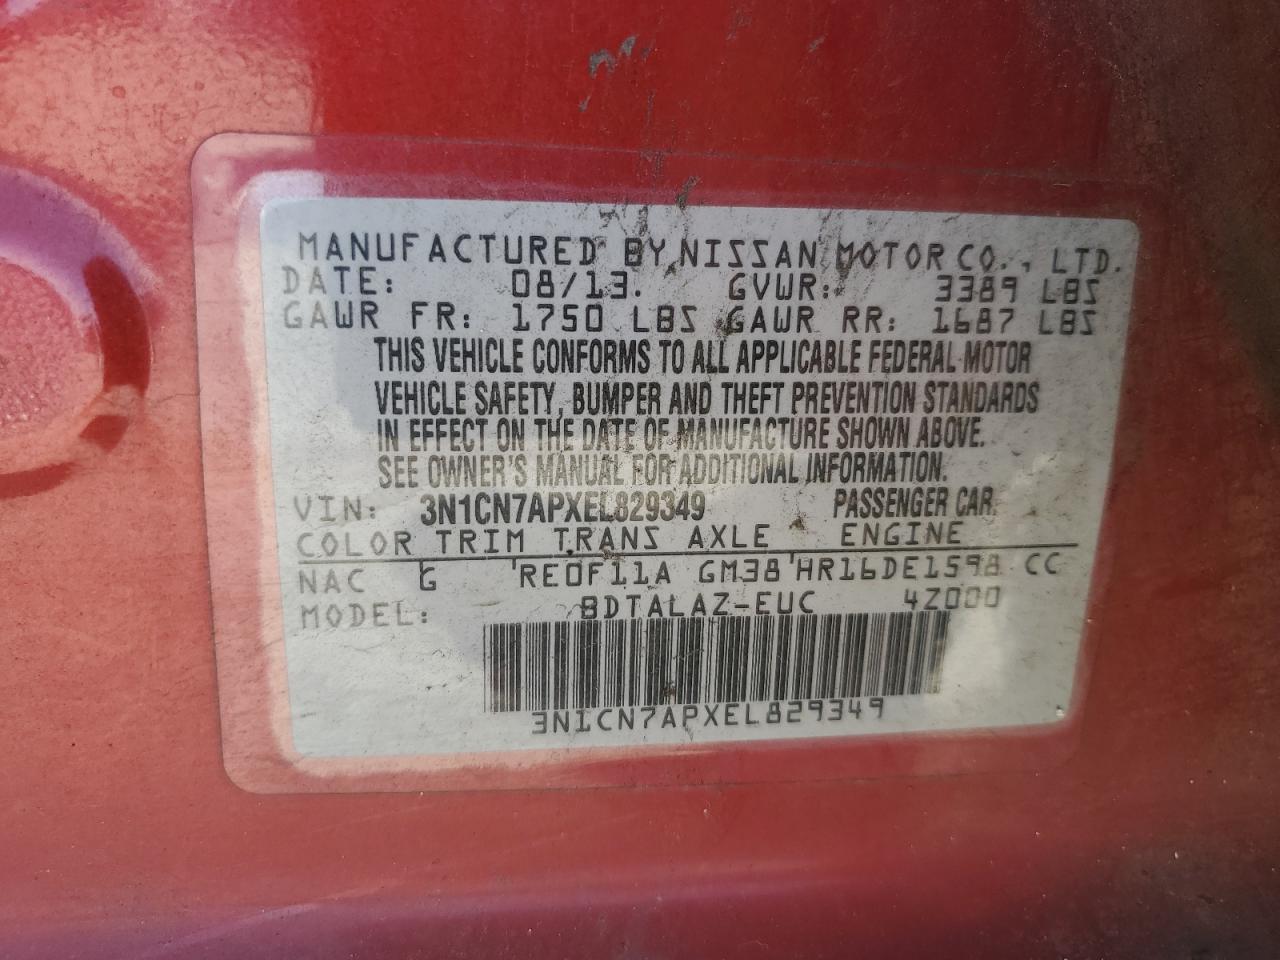 MANUFACTURED BY NISSAN MOTOR CO., LTD.
DATE: 08/13. GVWR: 3389 LBS
GAWR FR: 1750 LBS GAWR RR: 1687 LBS
THIS VEHICLE CONFORMS TO ALL APPLICABLE FEDERAL MOTOR
VEHICLE SAFETY, BUMPER AND THEFT PREVENTION STANDARDS
IN EFFECT ON THE DATE OF MANUFACTURE SHOWN ABOVE.
SEE OWNER'S MANUAL FOR ADDITIONAL INFORMATION.
VIN: 3N1CN7APXEL829349 PASSENGER CAR
COLOR TRIM TRANS AXLE ENGINE
NAC G RE0F11A GM38 HR16DE1598 CC
MODEL: BDTALAZ-EUC 4Z000
3N1CN7APXEL829349